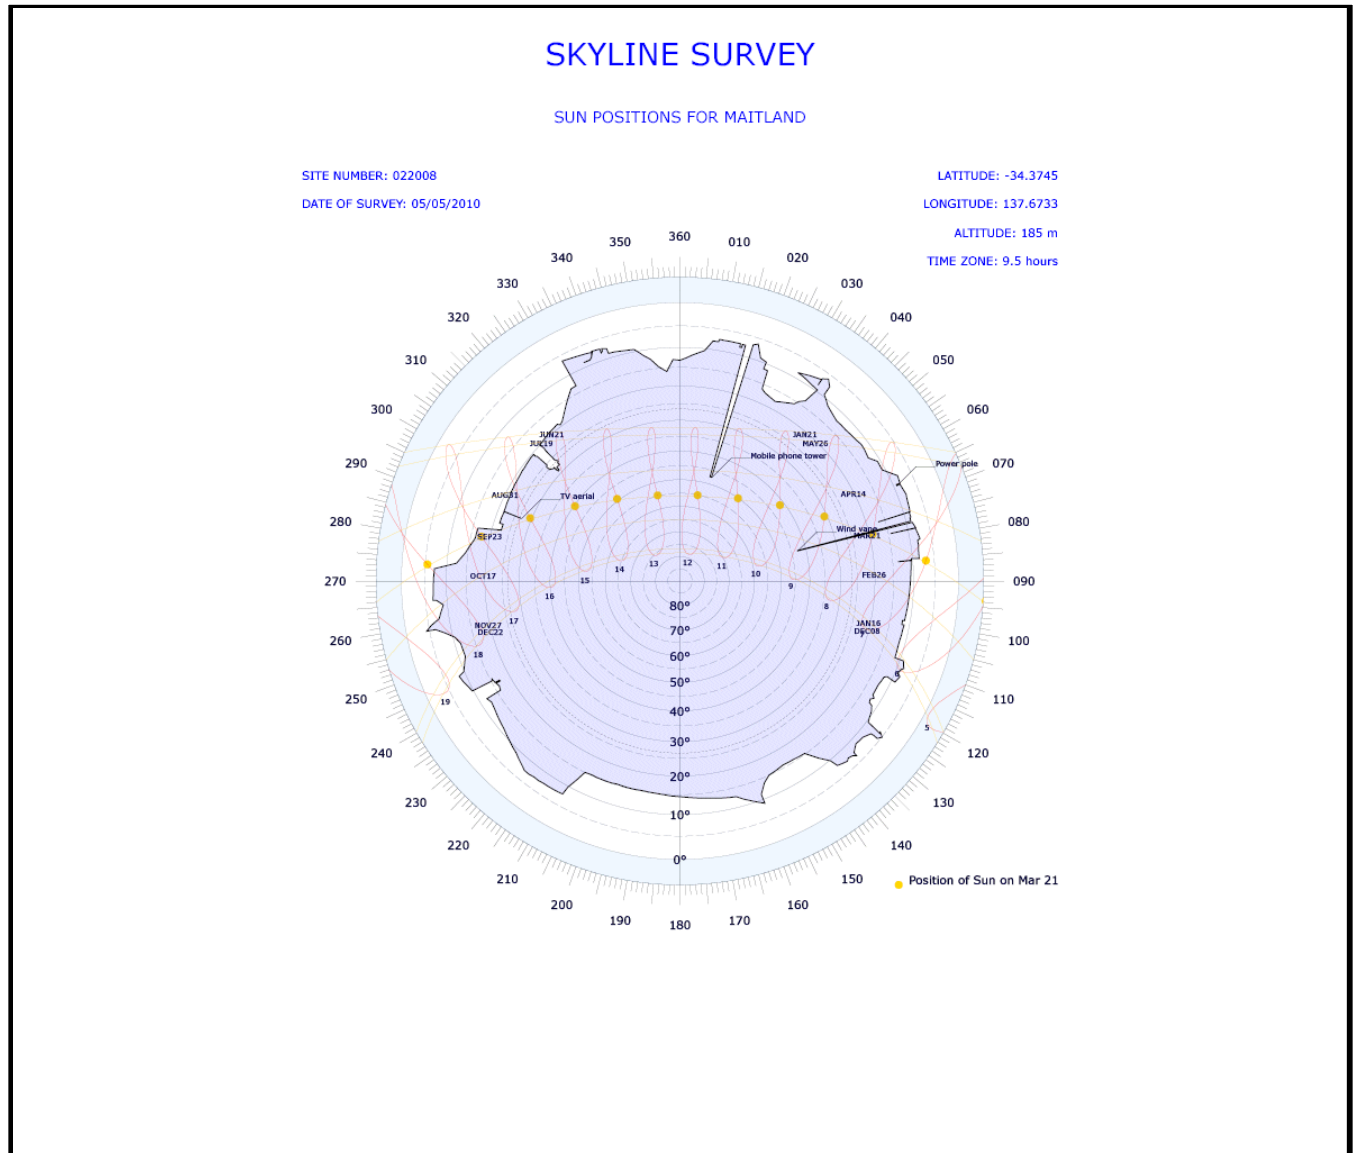 SKYLINE SURVEY
SUN POSITIONS FOR MAITLAND
SITE NUMBER: 022008
LATITUDE: -34.3745
DATE OF SURVEY: 05/05/2010
LONGITUDE: 137.6733
ALTITUDE: 185 m
TIME ZONE: 9.5 hours
360
350
010
340
020
330
030
320
040
310
050
300
060
290
070
280
080
270
090
260
100
250
110
240
120
230
130
220
140
210
150
200
160
190
170
180
JUN21
JUL19
JAN21
MAY26
Mobile phone tower
Power pole
AUG31
TV aerial
APR14
Wind vane
SEP23
MAR21
OCT17
FEB26
NOV27
DEC22
JAN16
DEC08
19
18
17
16
15
14
13
12
11
10
9
8
7
6
5
80°
70°
60°
50°
40°
30°
20°
10°
0°
Position of Sun on Mar 21